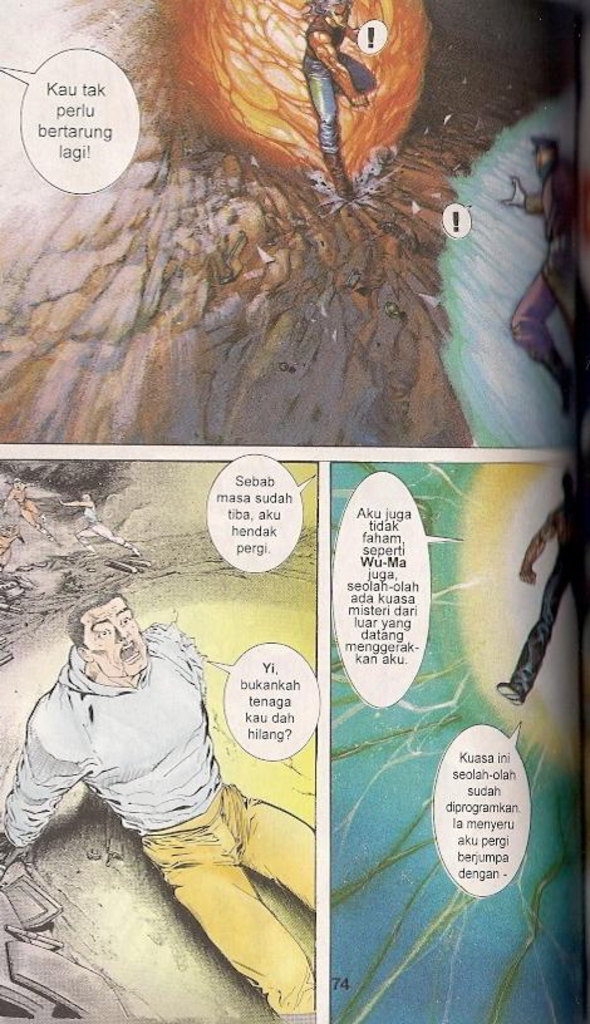 !
Kau tak
perlu
bertarung
lagi!
!
Sebab
masa sudah
tiba, aku
hendak
pergi.
Yi,
bukankah
tenaga
kau dah
hilang?
Aku juga
tidak
faham,
seperti
Wu-Ma
juga,
seolah-olah
ada kuasa
misteri dari
luar yang
datang
menggerak-
kan aku.
Kuasa ini
seolah-olah
sudah
diprogramkan.
Ia menyeru
aku pergi
berjumpa
dengan -
74